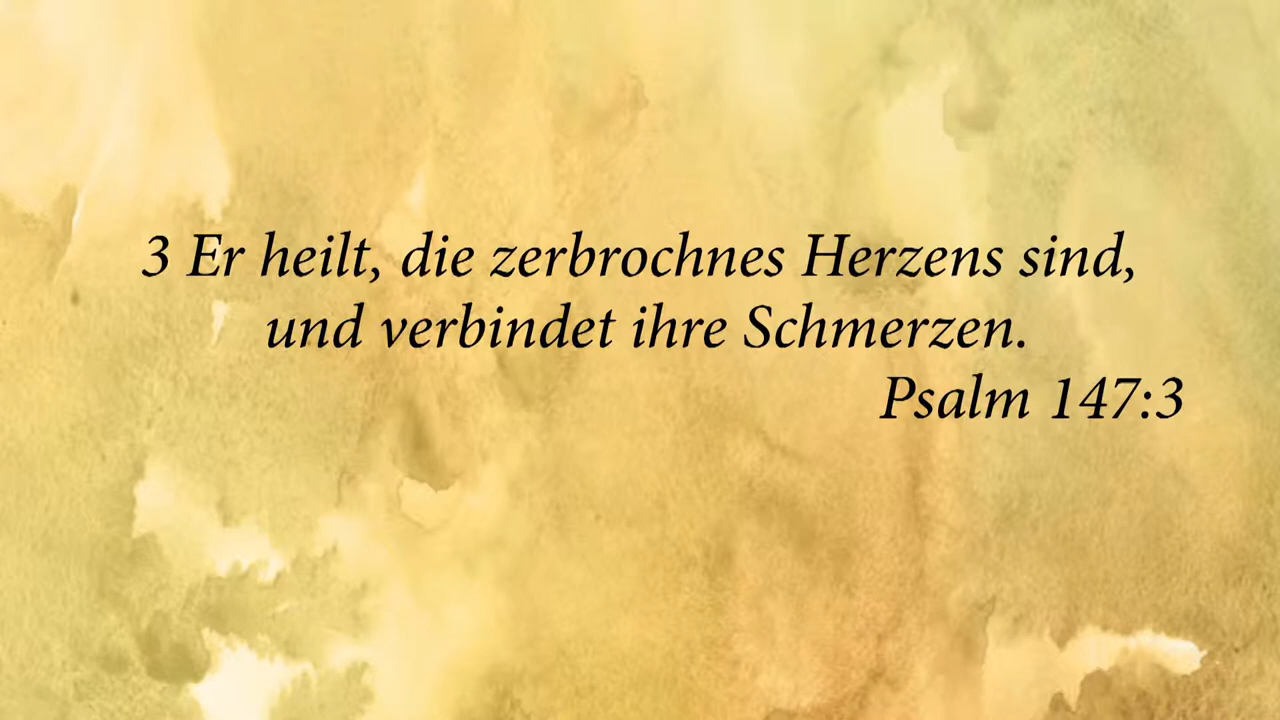 3 Er heilt, die zerbrochnes Herzens sind,
und verbindet ihre Schmerzen.
Psalm 147:3